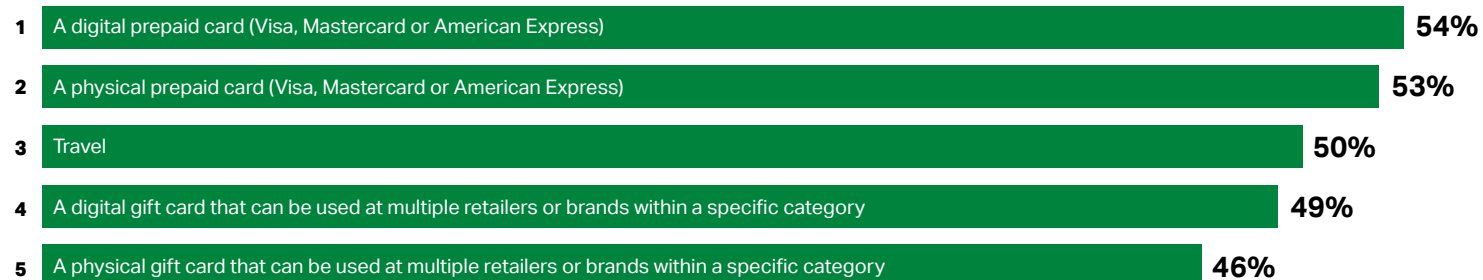 1 A digital prepaid card (Visa, Mastercard or American Express) 54%
2 A physical prepaid card (Visa, Mastercard or American Express) 53%
3 Travel 50%
4 A digital gift card that can be used at multiple retailers or brands within a specific category 49%
5 A physical gift card that can be used at multiple retailers or brands within a specific category 46%